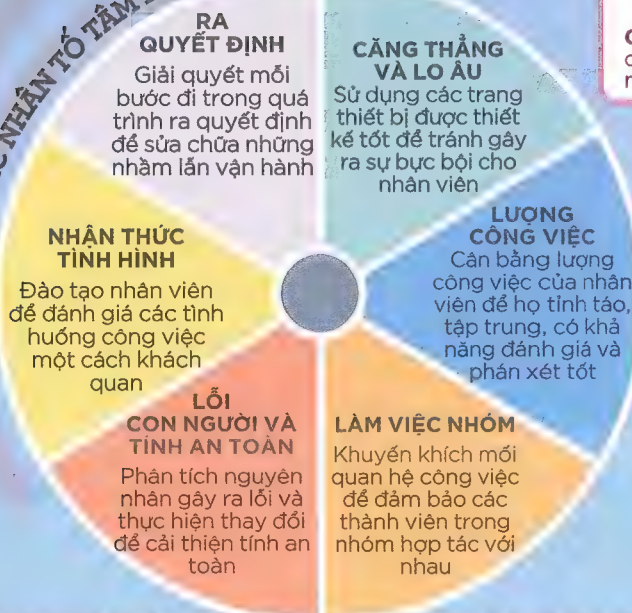 NHÂN TỐ TÂM
RA
QUYẾT ĐỊNH
Giải quyết mỗi
bước đi trong quá
trình ra quyết định
để sửa chữa những
nhầm lẫn vận hành
CĂNG THẲNG
VÀ LO ÂU
Sử dụng các trang
thiết bị được thiết
kế tốt để tránh gây
ra sự bực bội cho
nhân viên
LƯỢNG
CÔNG VIỆC
Cân bằng lượng
công việc của nhân
viên để họ tỉnh táo,
tập trung, có khả
năng đánh giá và
phán xét tốt
LÀM VIỆC NHÓM
Khuyến khích mối
quan hệ công việc
để đảm bảo các
thành viên trong
nhóm hợp tác với
nhau
LỖI
CON NGƯỜI VÀ
TÍNH AN TOÀN
Phân tích nguyên
nhân gây ra lỗi và
thực hiện thay đổi
để cải thiện tính an
toàn
NHẬN THỨC
TÌNH HÌNH
Đào tạo nhân viên
để đánh giá các tình
huống công việc
một cách khách
quan